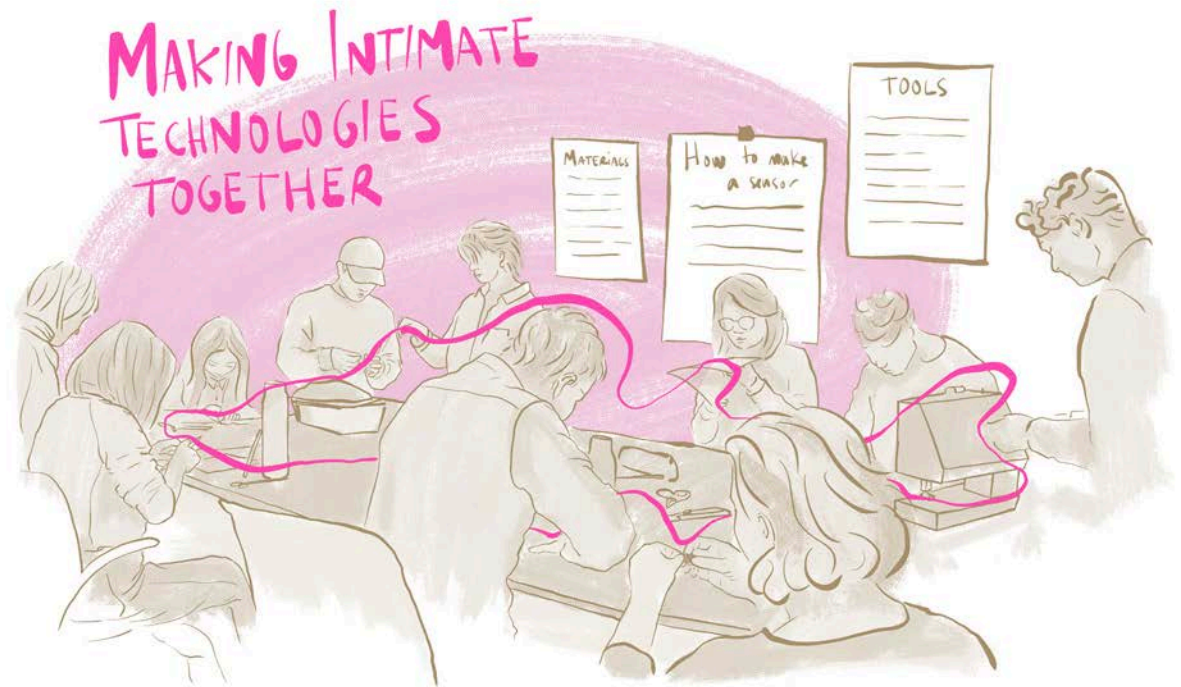 MAKING INTIMATE
TECHNOLOGIES
TOGETHER
MATERIALS
How to make
a sensor
TOOLS